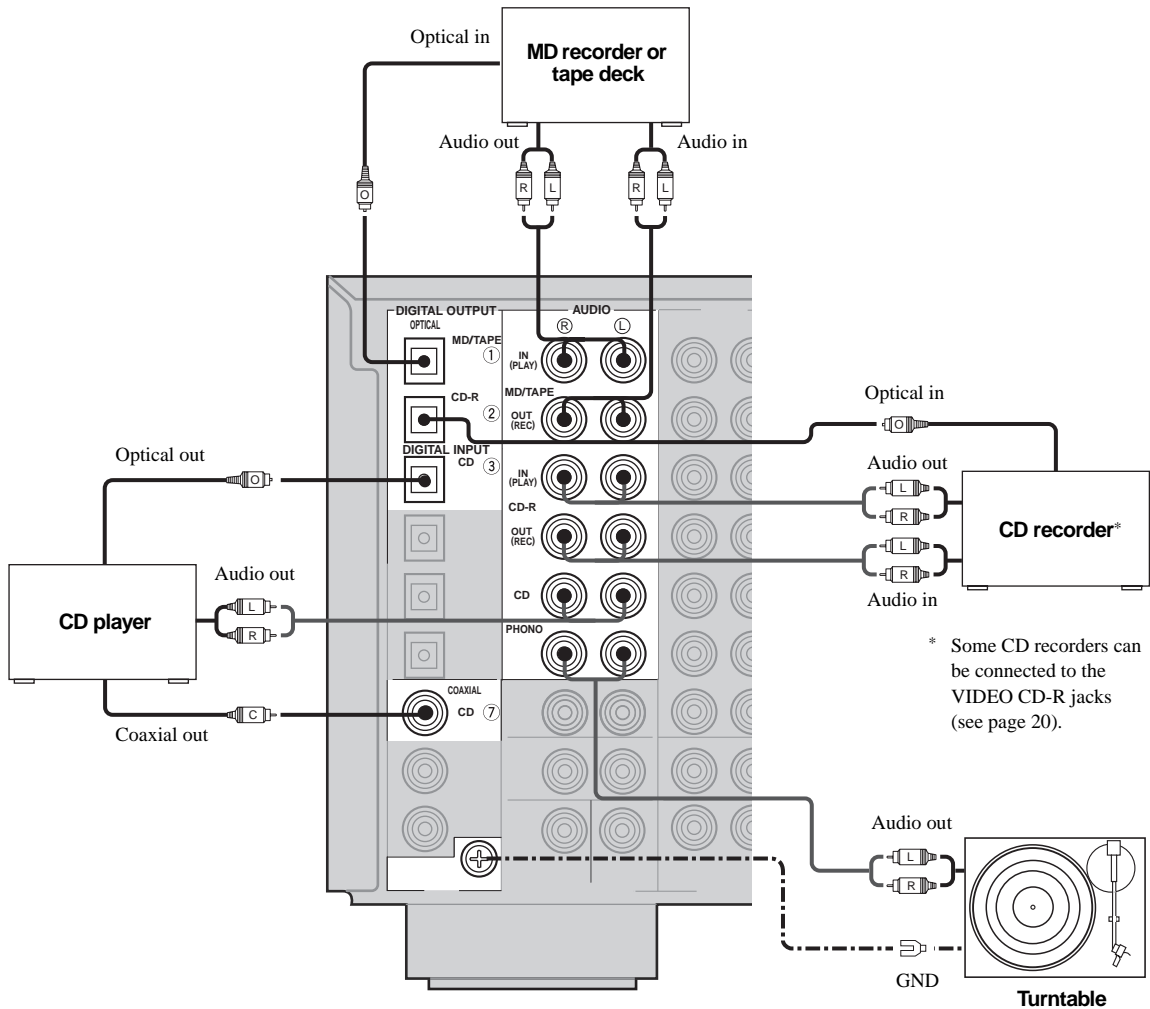 Optical in
MD recorder or
tape deck
Audio out
Audio in
O
R
L
R
L
DIGITAL OUTPUT
OPTICAL
AUDIO
R
L
MD/TAPE
①
IN
(PLAY)
MD/TAPE
CD-R
②
OUT
(REC)
Optical in
O
DIGITAL INPUT
CD
③
IN
(PLAY)
Optical out
O
Audio out
L
R
CD-R
OUT
(REC)
CD recorder*
L
R
Audio in
Audio out
L
R
CD player
CD
PHONO
* Some CD recorders can
be connected to the
VIDEO CD-R jacks
(see page 20).
COAXIAL
CD
⑦
C
Coaxial out
Audio out
L
R
GND
Turntable